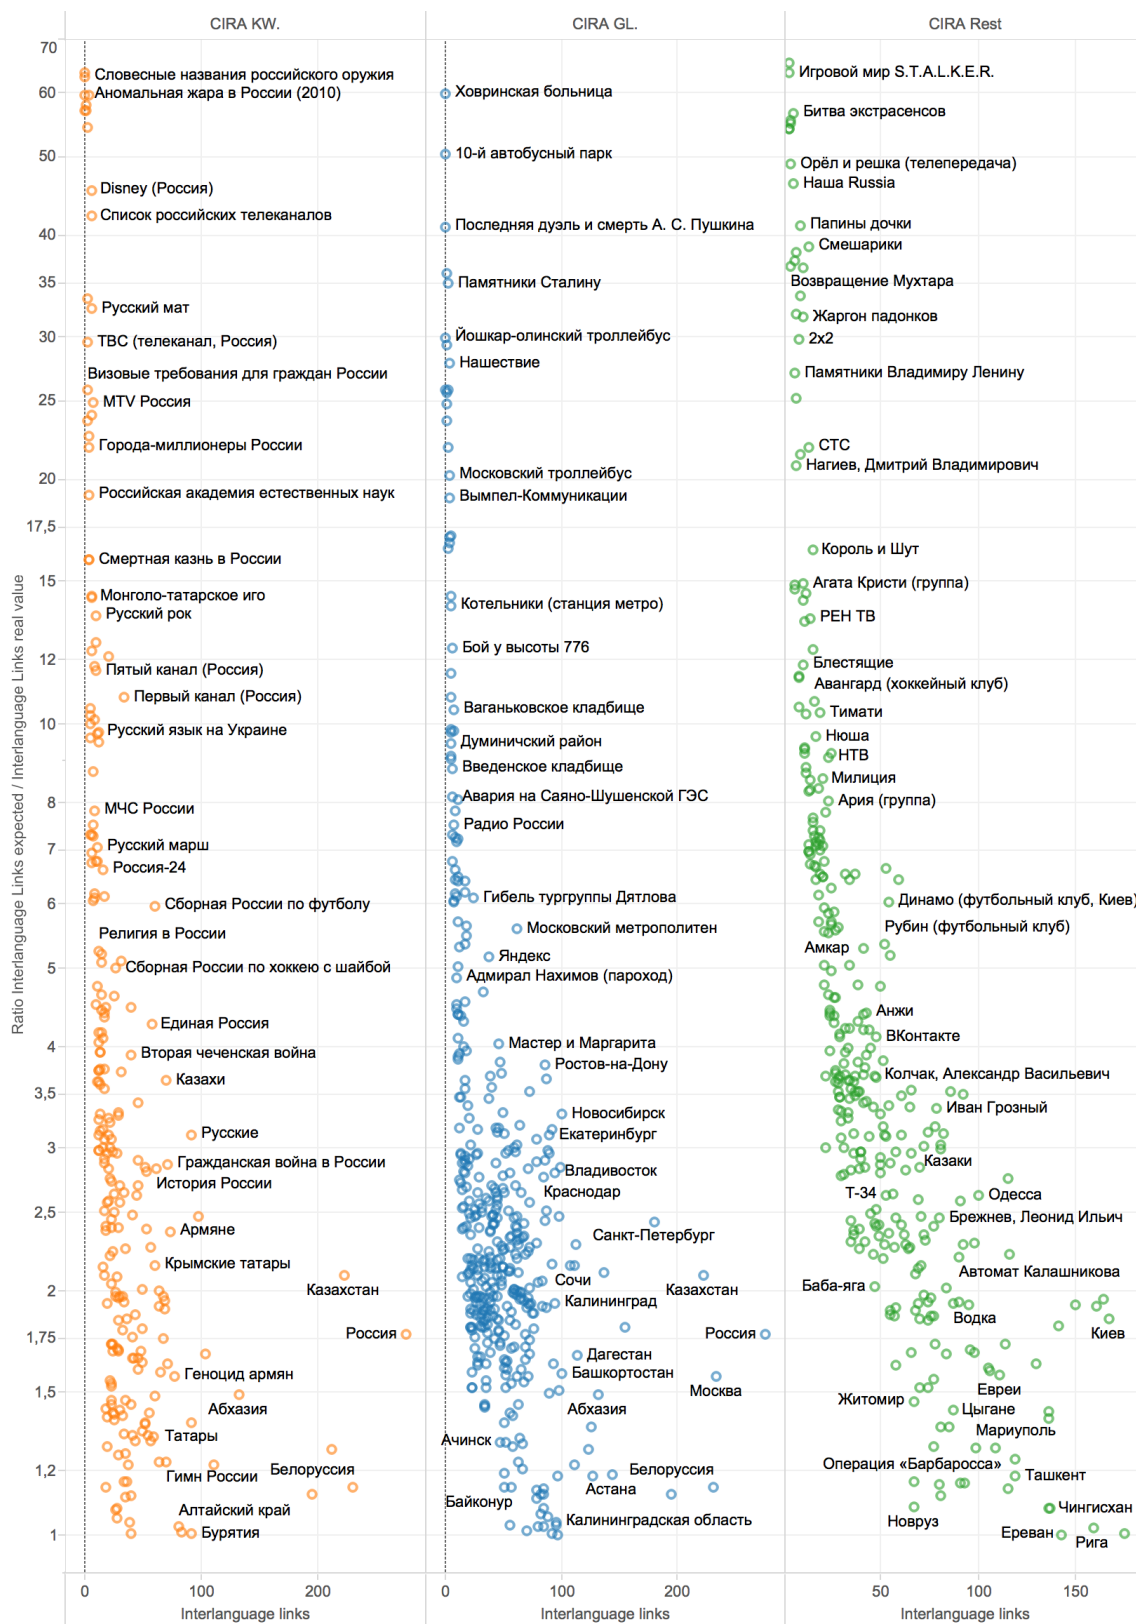 CIRA KW.
CIRA GL.
CIRA Rest
Ratio Interlanguage Links expected / Interlanguage Links real value
70
60
50
40
35
30
25
20
17,5
15
12
10
8
7
6
5
4
3,5
3
2,5
2
1,75
1,5
1,2
1
Словесные названия российского оружия
Аномальная жара в России (2010)
Disney (Россия)
Список российских телеканалов
Русский мат
ТВС (телеканал, Россия)
Визовые требования для граждан России
MTV Россия
Города-миллионеры России
Российская академия естественных наук
Смертная казнь в России
Монголо-татарское иго
Русский рок
Пятый канал (Россия)
Первый канал (Россия)
Русский язык на Украине
МЧС России
Русский марш
Россия-24
Сборная России по футболу
Религия в России
Сборная России по хоккею с шайбой
Единая Россия
Вторая чеченская война
Казахи
Русские
Гражданская война в России
История России
Армяне
Крымские татары
Казахстан
Россия
Геноцид армян
Абхазия
Татары
Гимн России
Белоруссия
Алтайский край
Бурятия
Ховринская больница
10-й автобусный парк
Последняя дуэль и смерть А. С. Пушкина
Памятники Сталину
Йошкар-олинский троллейбус
Нашествие
Московский троллейбус
Вымпел-Коммуникации
Котельники (станция метро)
Бой у высоты 776
Ваганьковское кладбище
Думиничский район
Введенское кладбище
Авария на Саяно-Шушенской ГЭС
Радио России
Гибель тургруппы Дятлова
Московский метрополитен
Яндекс
Адмирал Нахимов (пароход)
Мастер и Маргарита
Ростов-на-Дону
Новосибирск
Екатеринбург
Владивосток
Краснодар
Санкт-Петербург
Сочи
Казахстан
Калининград
Россия
Дагестан
Башкортостан
Москва
Абхазия
Ачинск
Белоруссия
Астана
Байконур
Калининградская область
Игровой мир S.T.A.L.K.E.R.
Битва экстрасенсов
Орёл и решка (телепередача)
Наша Russia
Папины дочки
Смешарики
Возвращение Мухтара
Жаргон падонков
2x2
Памятники Владимиру Ленину
СТС
Нагиев, Дмитрий Владимирович
Король и Шут
Агата Кристи (группа)
РЕН ТВ
Блестящие
Авангард (хоккейный клуб)
Тимати
Нюша
НТВ
Милиция
Ария (группа)
Динамо (футбольный клуб, Киев)
Рубин (футбольный клуб)
Амкар
Анжи
ВКонтакте
Колчак, Александр Васильевич
Иван Грозный
Казаки
Т-34
Одесса
Брежнев, Леонид Ильич
Автомат Калашникова
Баба-яга
Водка
Киев
Евреи
Житомир
Цыгане
Мариуполь
Операция «Барбаросса»
Ташкент
Чингисхан
Новруз
Ереван
Рига
0
100
200
0
100
200
50
100
150
Interlanguage links
Interlanguage links
Interlanguage links